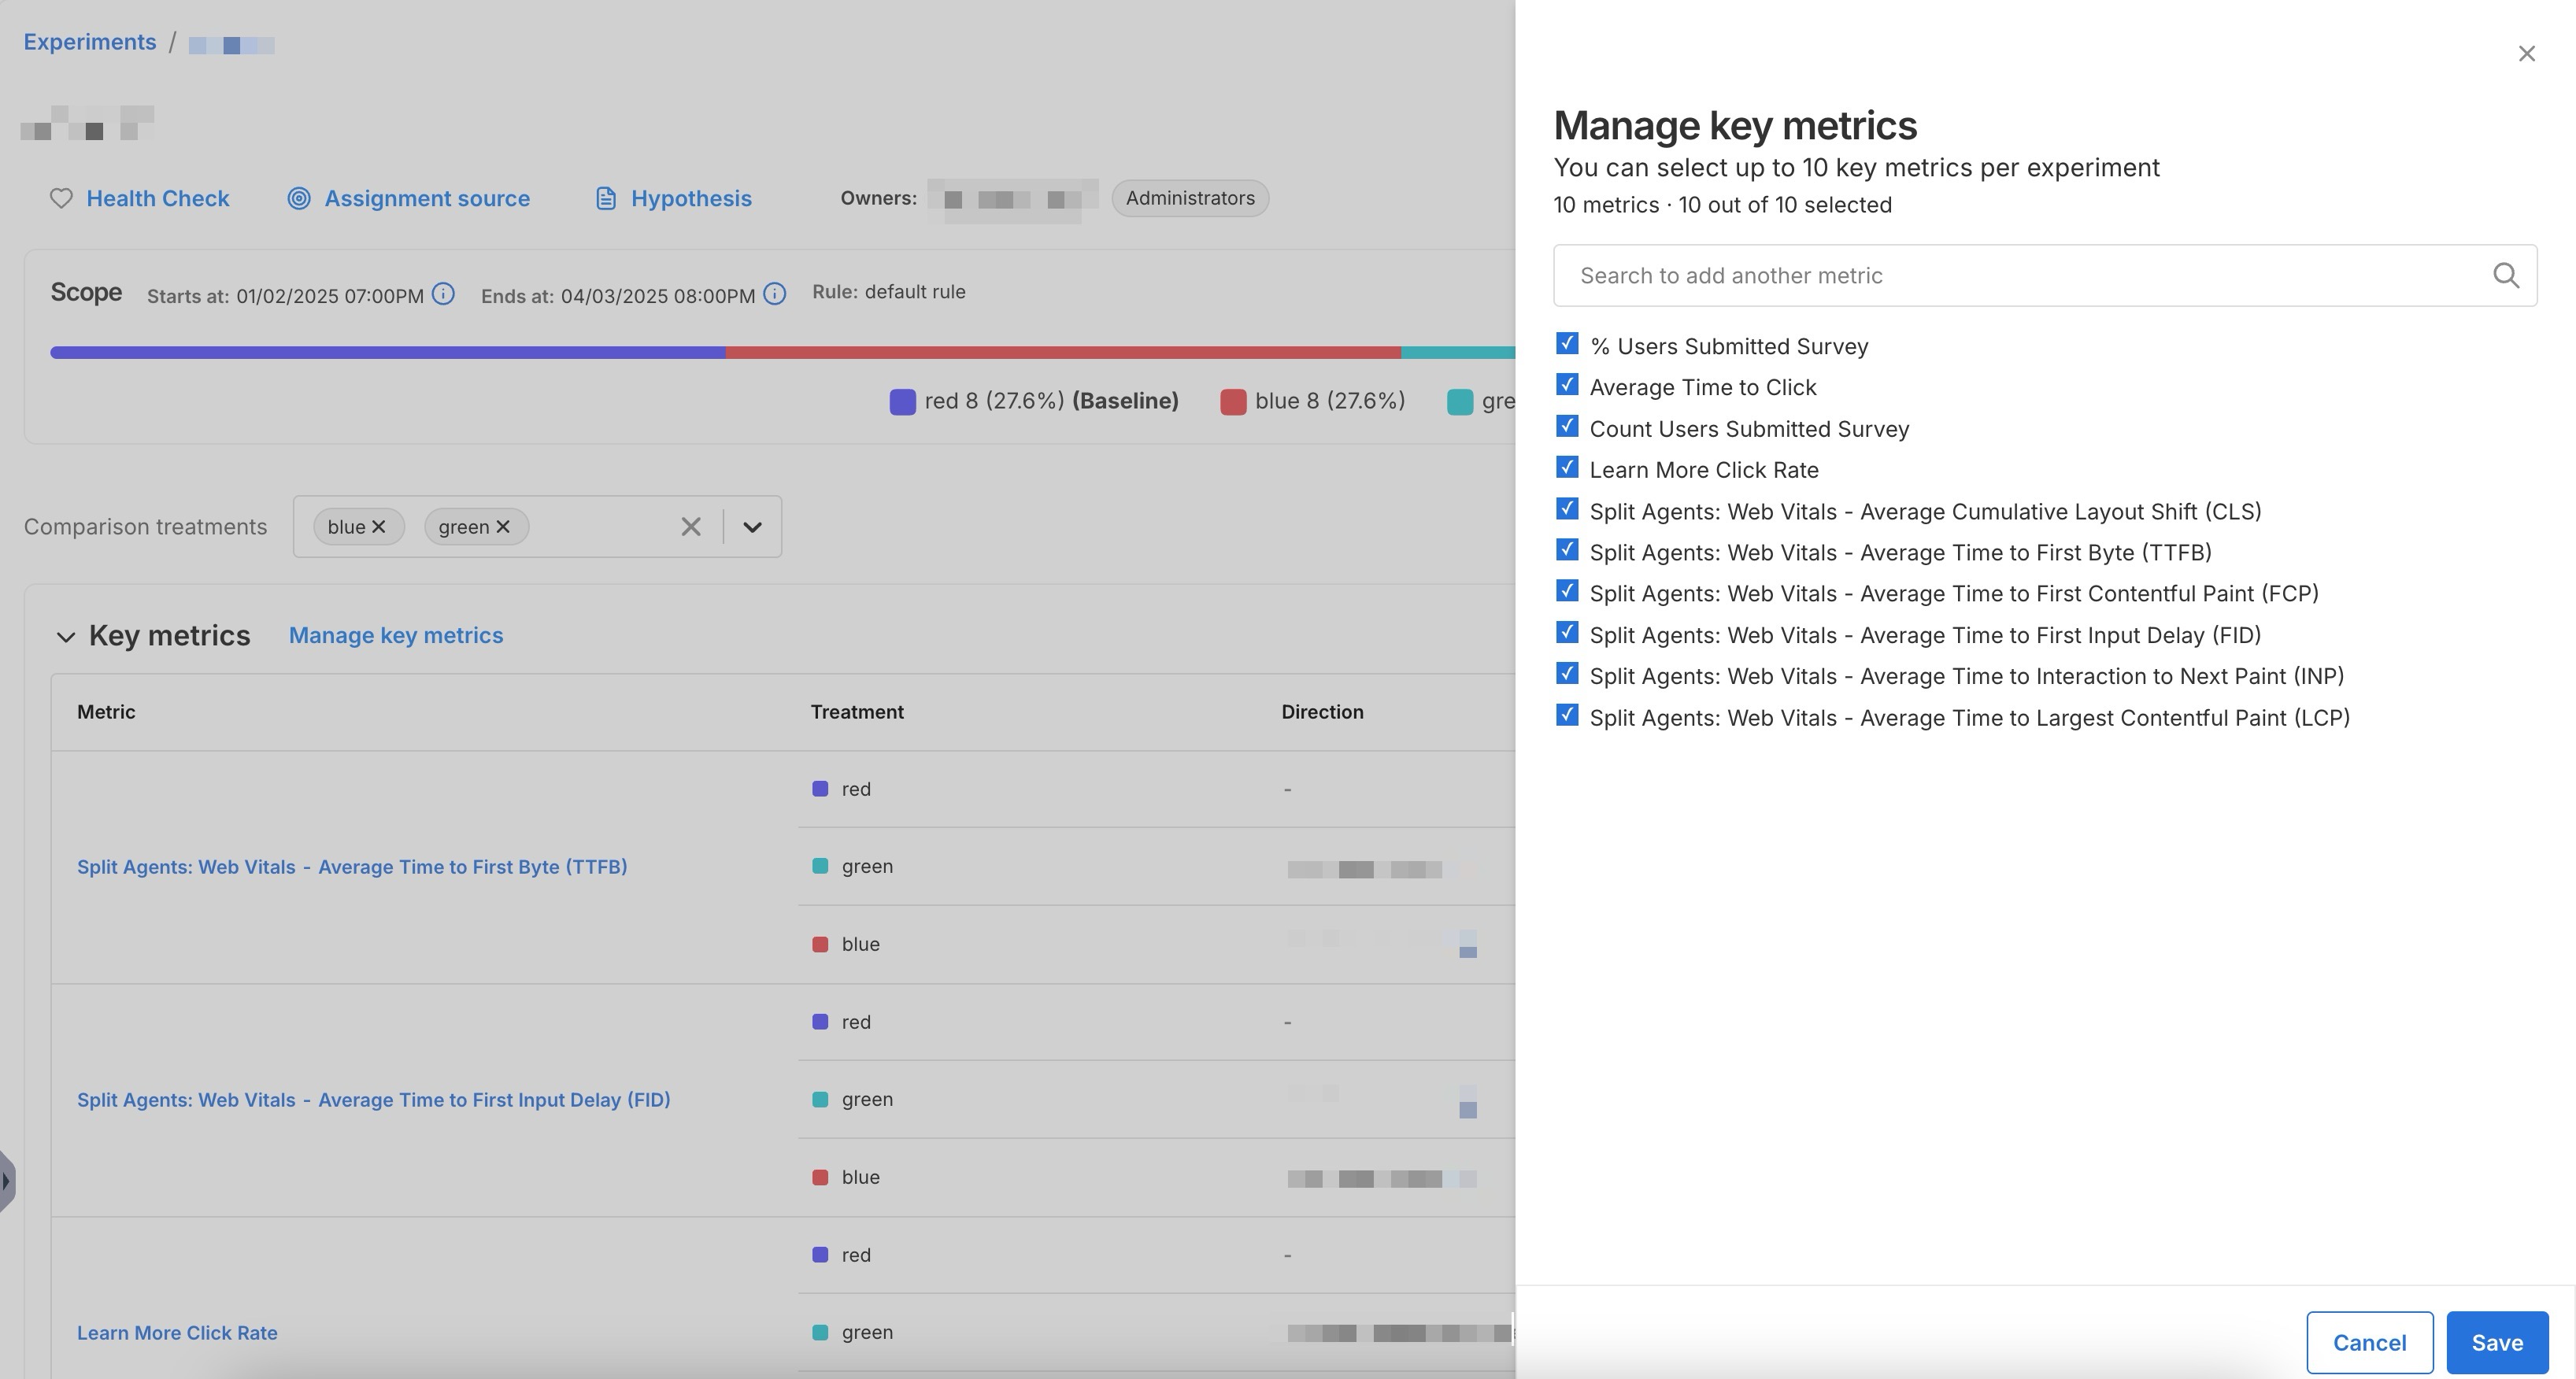 Experiments /
Health Check
Assignment source
Hypothesis
Owners:
Administrators
Scope
Starts at: 01/02/2025 07:00PM
Ends at: 04/03/2025 08:00PM
Rule: default rule
red 8 (27.6%) (Baseline)
blue 8 (27.6%)
gre
Comparison treatments
blue
green
Key metrics
Manage key metrics
Metric
Treatment
Direction
Split Agents: Web Vitals - Average Time to First Byte (TTFB)
red
-
green
blue
Split Agents: Web Vitals - Average Time to First Input Delay (FID)
red
-
green
blue
Learn More Click Rate
red
-
green
Manage key metrics
You can select up to 10 key metrics per experiment
10 metrics · 10 out of 10 selected
Search to add another metric
% Users Submitted Survey
Average Time to Click
Count Users Submitted Survey
Learn More Click Rate
Split Agents: Web Vitals - Average Cumulative Layout Shift (CLS)
Split Agents: Web Vitals - Average Time to First Byte (TTFB)
Split Agents: Web Vitals - Average Time to First Contentful Paint (FCP)
Split Agents: Web Vitals - Average Time to First Input Delay (FID)
Split Agents: Web Vitals - Average Time to Interaction to Next Paint (INP)
Split Agents: Web Vitals - Average Time to Largest Contentful Paint (LCP)
Cancel
Save